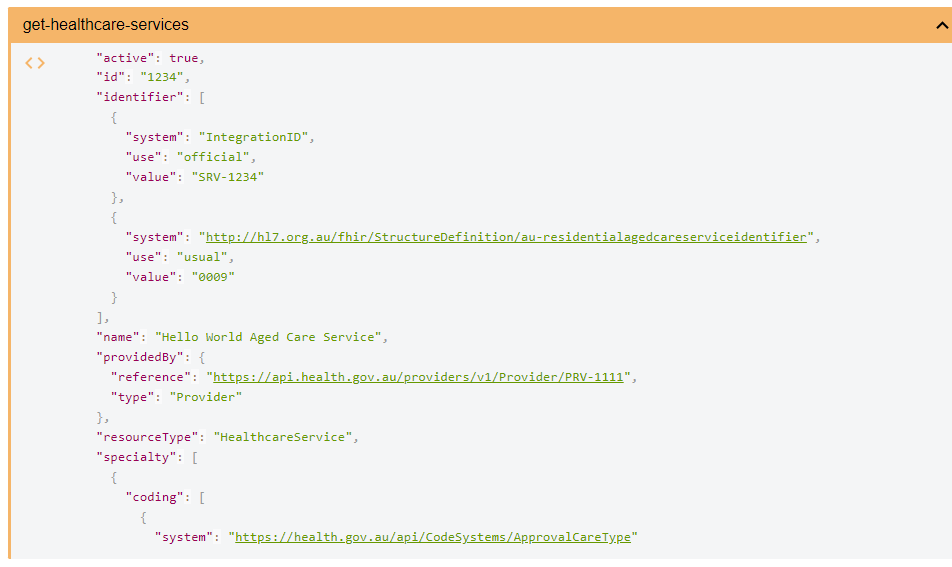 get-healthcare-services
"active": true,
"id": "1234",
"identifier": [
{
"system": "IntegrationID",
"use": "official",
"value": "SRV-1234"
},
{
"system": "http://hl7.org.au/fhir/StructureDefinition/au-residentialagedcareserviceidentifier",
"use": "usual",
"value": "0009"
}
],
"name": "Hello World Aged Care Service",
"providedBy": {
"reference": "https://api.health.gov.au/providers/v1/Provider/PRV-1111",
"type": "Provider"
},
"resourceType": "HealthcareService",
"specialty": [
{
"coding": [
{
"system": "https://health.gov.au/api/CodeSystems/ApprovalCareType"